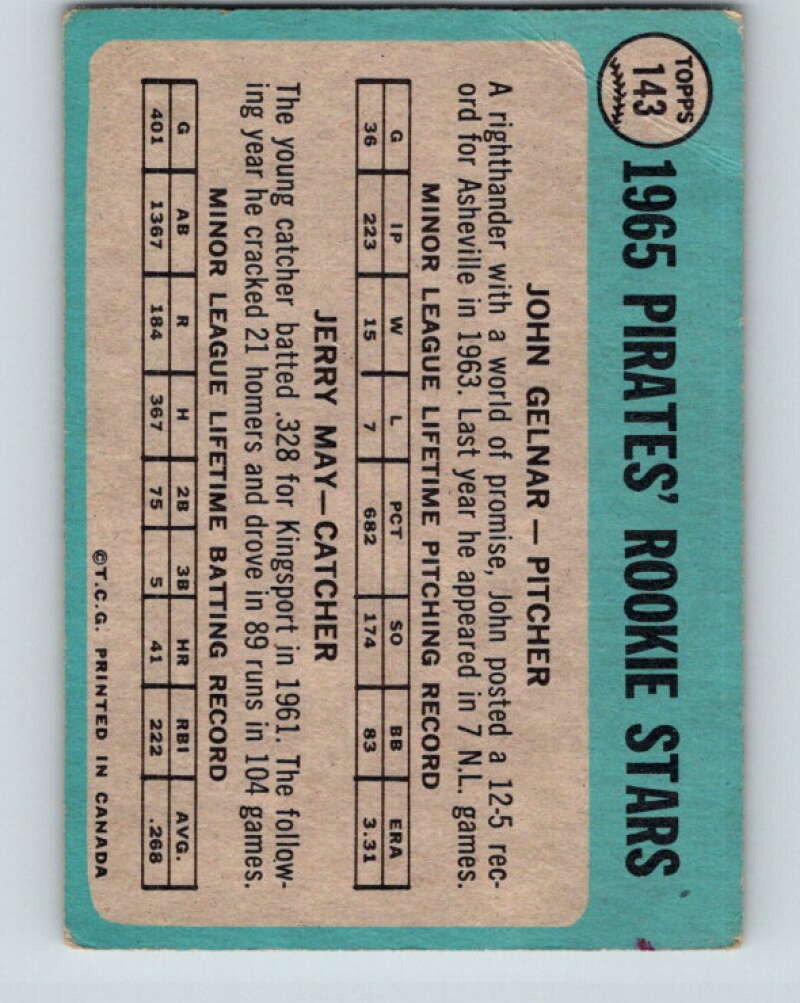 TOPPS
143
1965 PIRATES' ROOKIE STARS
JOHN GELNAR — PITCHER
A righthander with a world of promise, John posted a 12-5 rec-
ord for Asheville in 1963. Last year he appeared in 7 N.L. games.
MINOR LEAGUE LIFETIME PITCHING RECORD
G IP W L PCT SO BB ERA
36 223 15 7 682 174 83 3.31
JERRY MAY—CATCHER
The young catcher batted .328 for Kingsport in 1961. The follow-
ing year he cracked 21 homers and drove in 89 runs in 104 games.
MINOR LEAGUE LIFETIME BATTING RECORD
G AB R H 2B 3B HR RBI AVG.
401 1367 184 367 75 5 41 222 .268
©T.C.G. PRINTED IN CANADA